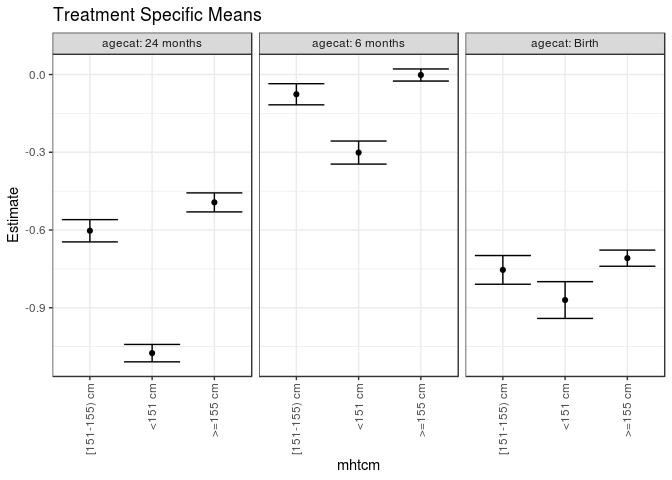 Treatment Specific Means
agecat: 24 months
agecat: 6 months
agecat: Birth
Estimate
0.0
-0.3
-0.6
-0.9
[151-155) cm
<151 cm
>=155 cm
[151-155) cm
<151 cm
>=155 cm
[151-155) cm
<151 cm
>=155 cm
mhtcm